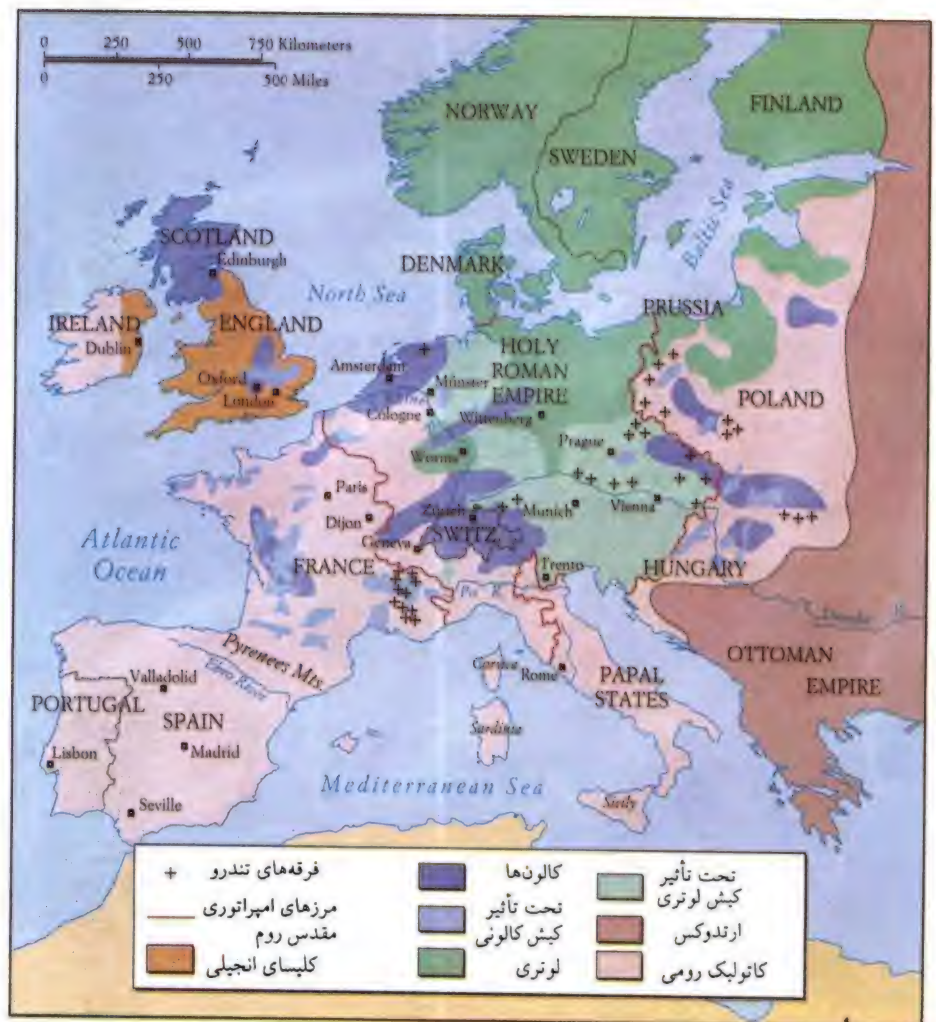 0 250 500 750 Kilometers
0 250 500 Miles
NORWAY
FINLAND
SWEDEN
Baltic Sea
SCOTLAND
Edinburgh
DENMARK
North Sea
IRELAND
Dublin
ENGLAND
PRUSSIA
HOLY
ROMAN
EMPIRE
Amsterdam
Münster
Oxford
London
Cologne
Wittenberg
POLAND
Prague
Worms
Paris
Dijon
Zurich
Munich
Vienna
SWITZ.
Geneva
Atlantic
Ocean
FRANCE
Trento
HUNGARY
Po R.
Danube R.
Pyrenees Mts.
Ebro River
Corsica
Rome
PAPAL
STATES
OTTOMAN
EMPIRE
Valladolid
PORTUGAL
SPAIN
Sardinia
Lisbon
Madrid
Mediterranean Sea
Seville
Sicily
فرقه‌های تندرو
مرزهای امپراتوری
مقدس روم
کلیسای انجیلی
کالون‌ها
تحت تأثیر
کیش کالونی
لوتری
تحت تأثیر
کیش لوتری
ارتدوکس
کاتولیک رومی